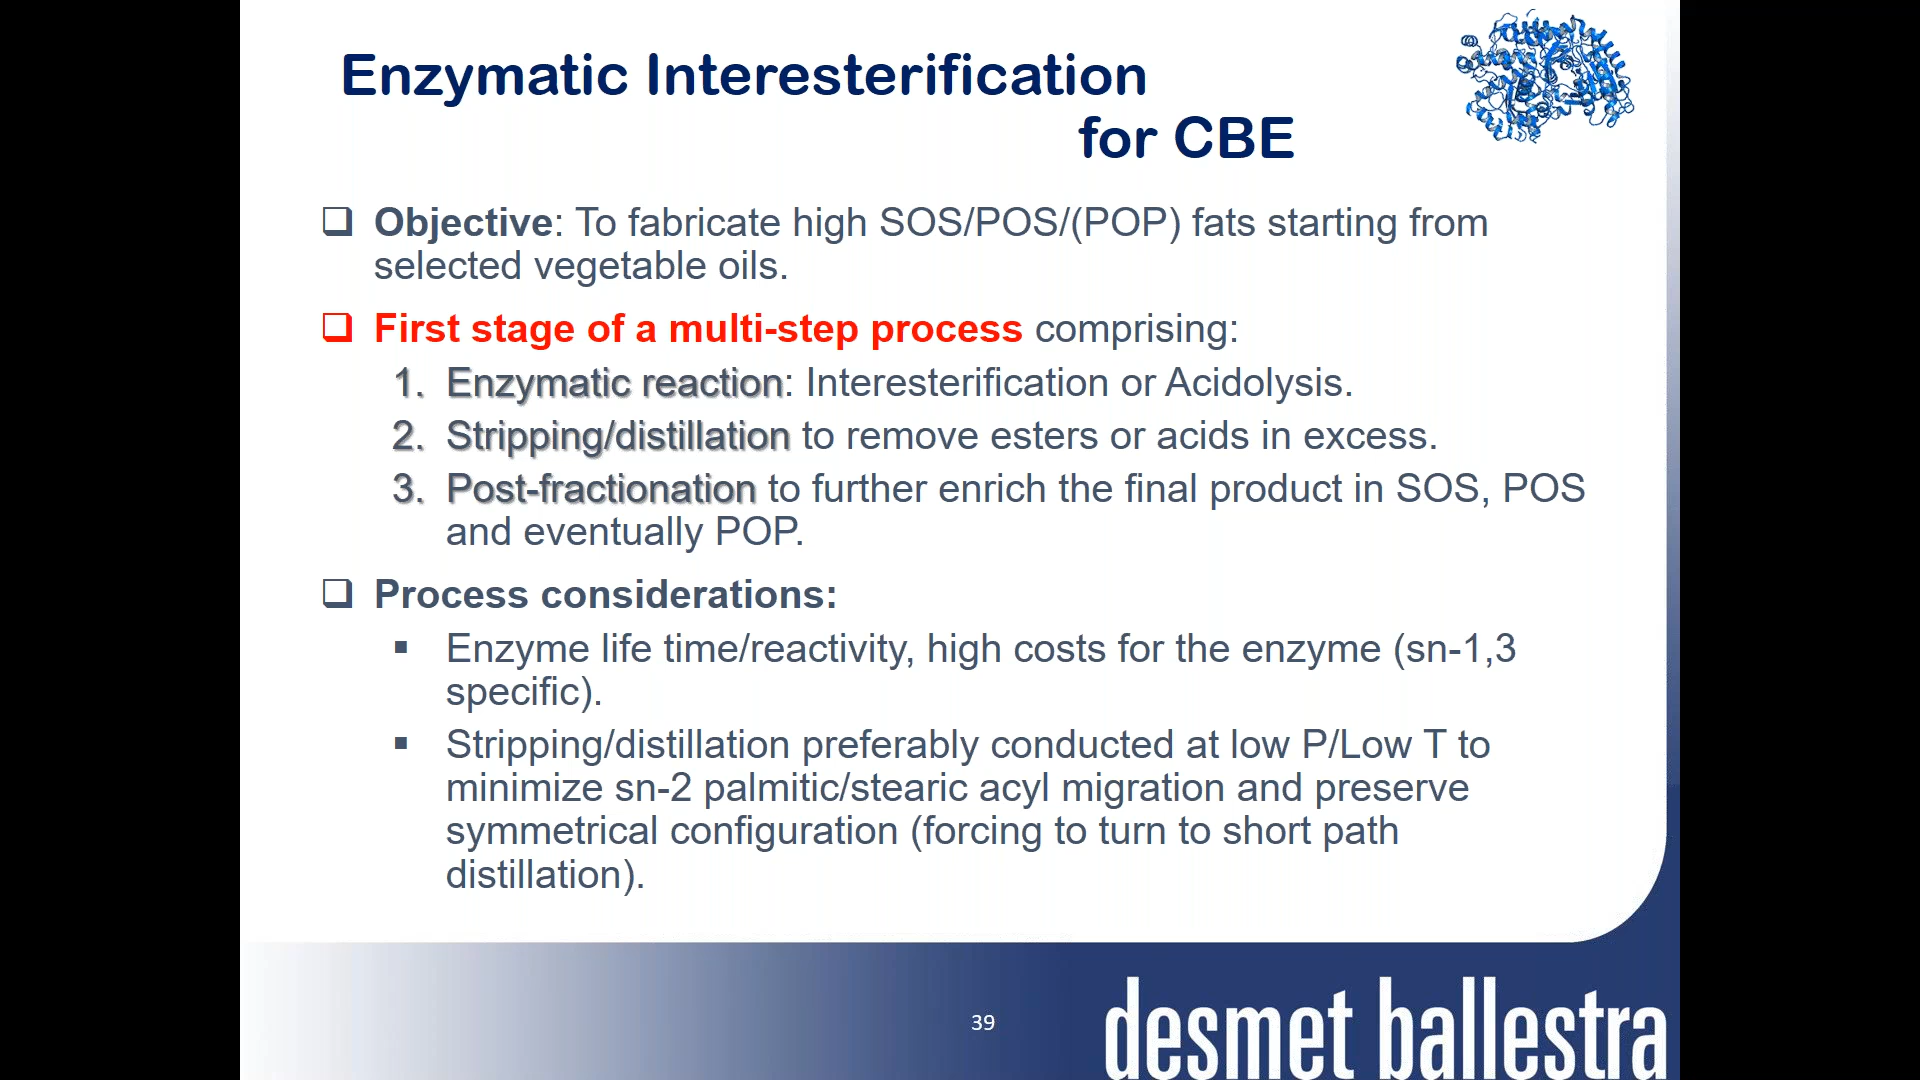 Enzymatic Interesterification
for CBE
❑ Objective: To fabricate high SOS/POS/(POP) fats starting from
selected vegetable oils.
❑ First stage of a multi-step process comprising:
1. Enzymatic reaction: Interesterification or Acidolysis.
2. Stripping/distillation to remove esters or acids in excess.
3. Post-fractionation to further enrich the final product in SOS, POS
and eventually POP.
❑ Process considerations:
▪ Enzyme life time/reactivity, high costs for the enzyme (sn-1,3
specific).
▪ Stripping/distillation preferably conducted at low P/Low T to
minimize sn-2 palmitic/stearic acyl migration and preserve
symmetrical configuration (forcing to turn to short path
distillation).
39
desmet ballestra